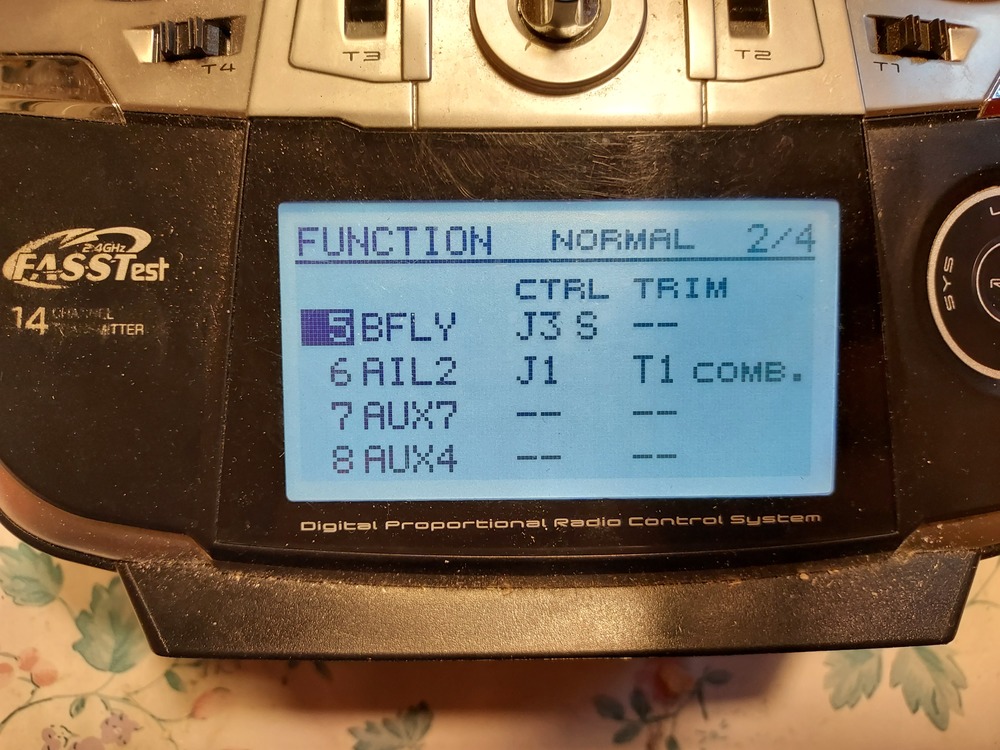 T4 T3 T2 T1
FUNCTION NORMAL 2/4
CTRL TRIM
5 BFLY J3 S --
6 AIL2 J1 T1 COMB.
7 AUX7 -- --
8 AUX4 -- --
Digital Proportional Radio Control System
2.4GHz
FASSTest
14 CHANNEL
TRANSMITTER
SYS